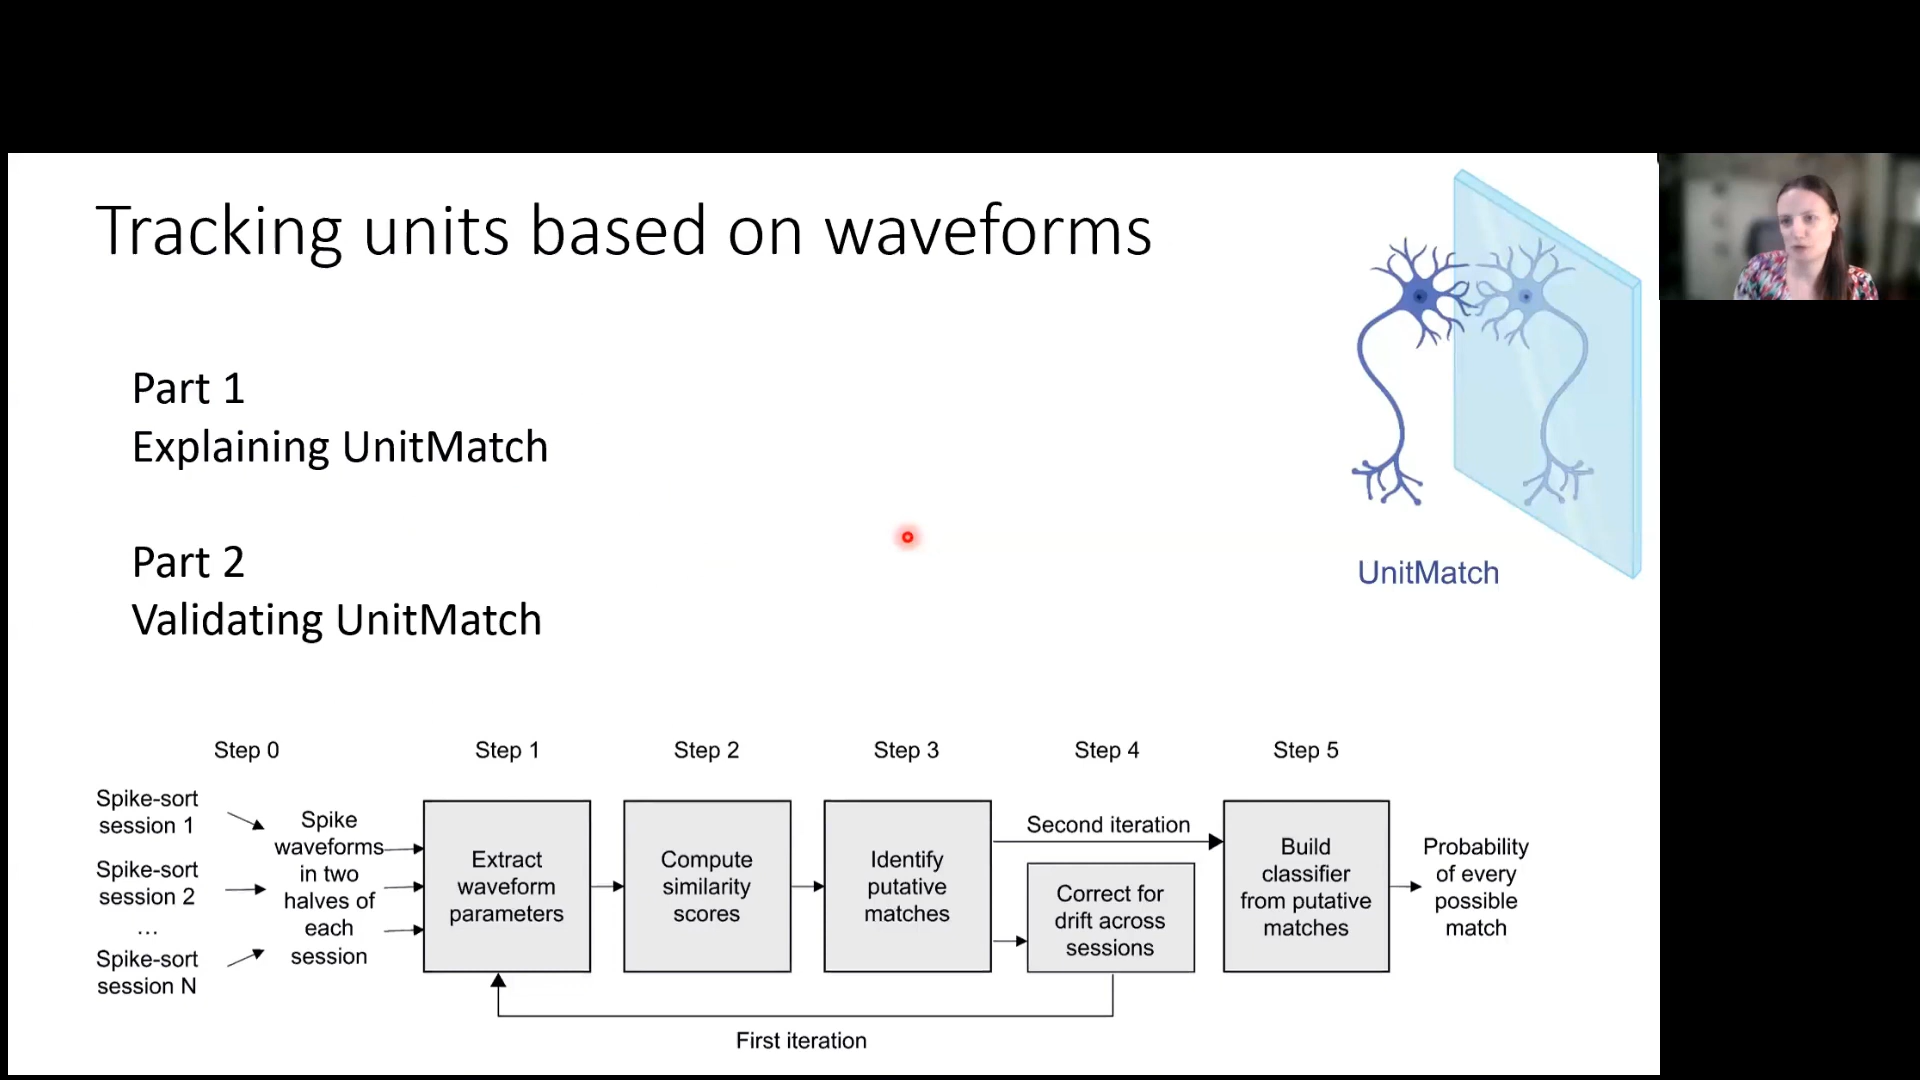 Tracking units based on waveforms
Part 1
Explaining UnitMatch
Part 2
Validating UnitMatch
UnitMatch
Step 0
Step 1
Step 2
Step 3
Step 4
Step 5
Spike-sort
session 1
Spike-sort
session 2
...
Spike-sort
session N
Spike
waveforms
in two
halves of
each
session
Extract
waveform
parameters
Compute
similarity
scores
Identify
putative
matches
Second iteration
Correct for
drift across
sessions
Build
classifier
from putative
matches
Probability
of every
possible
match
First iteration